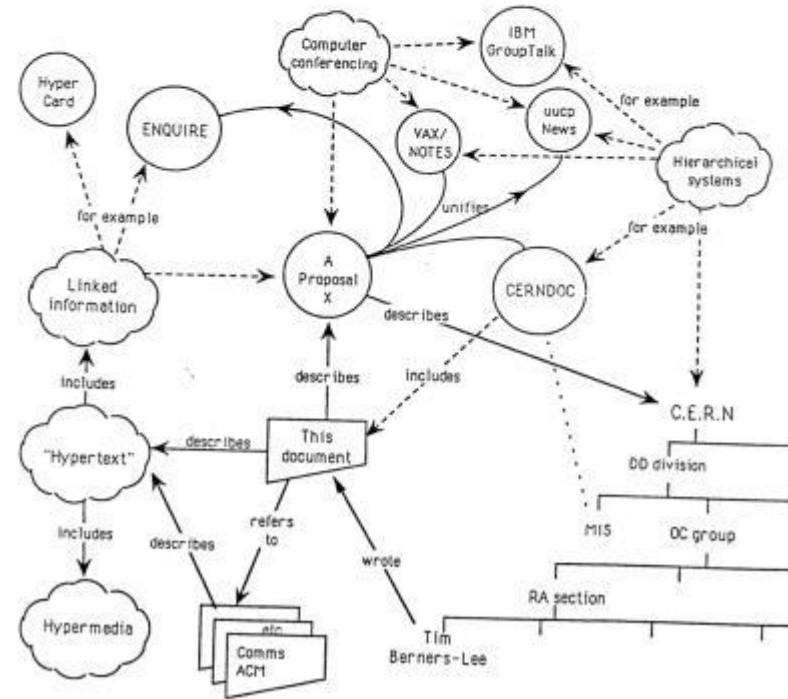 Computer
conferencing
IBM
GroupTalk
Hyper
Card
ENQUIRE
VAX/
NOTES
uucp
News
for example
Hierarchical
systems
unifies
for example
for example
A
Proposal
X
CERNDOC
Linked
information
describes
includes
describes
includes
C.E.R.N
"Hypertext"
describes
This
document
DD division
refers
to
MIS
OC group
includes
describes
wrote
RA section
Hypermedia
etc
Comms
ACM
Tim
Berners-Lee